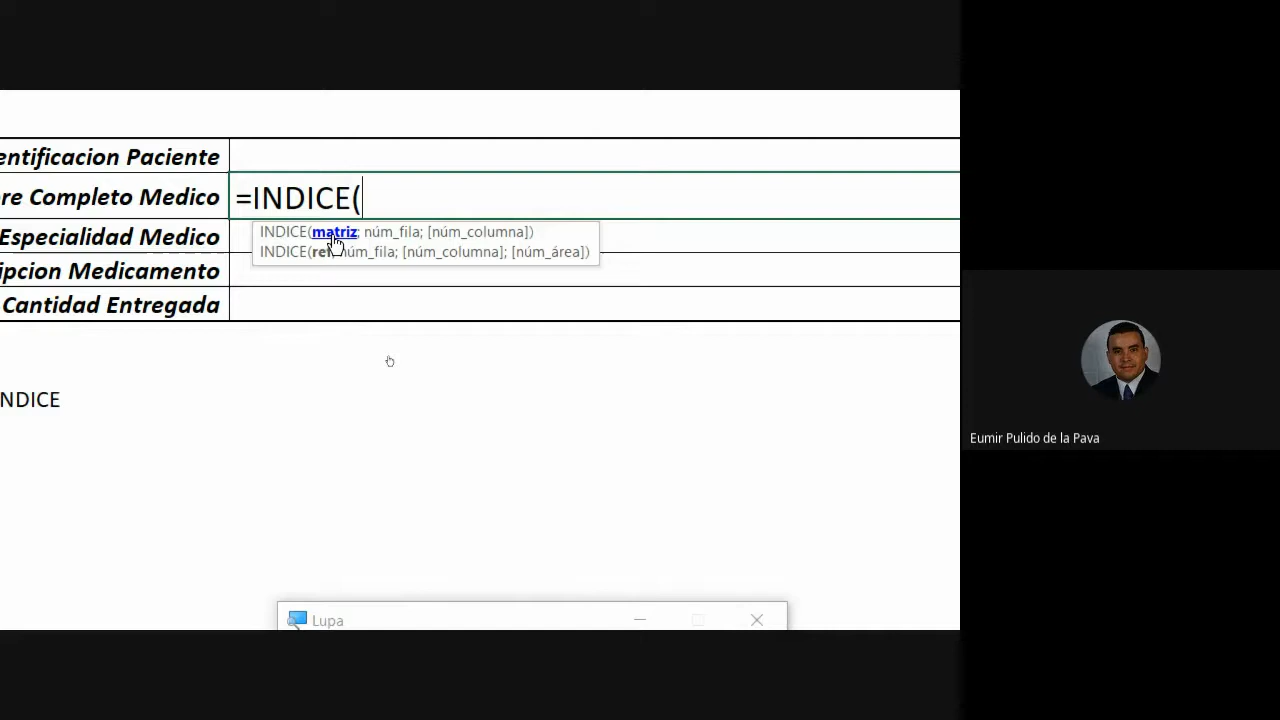 entificacion Paciente
re Completo Medico
=INDICE(
Especialidad Medico
INDICE(matriz; núm_fila; [núm_columna])
INDICE(ref; núm_fila; [núm_columna]; [núm_área])
ipcion Medicamento
Cantidad Entregada
NDICE
Eumir Pulido de la Pava
Lupa